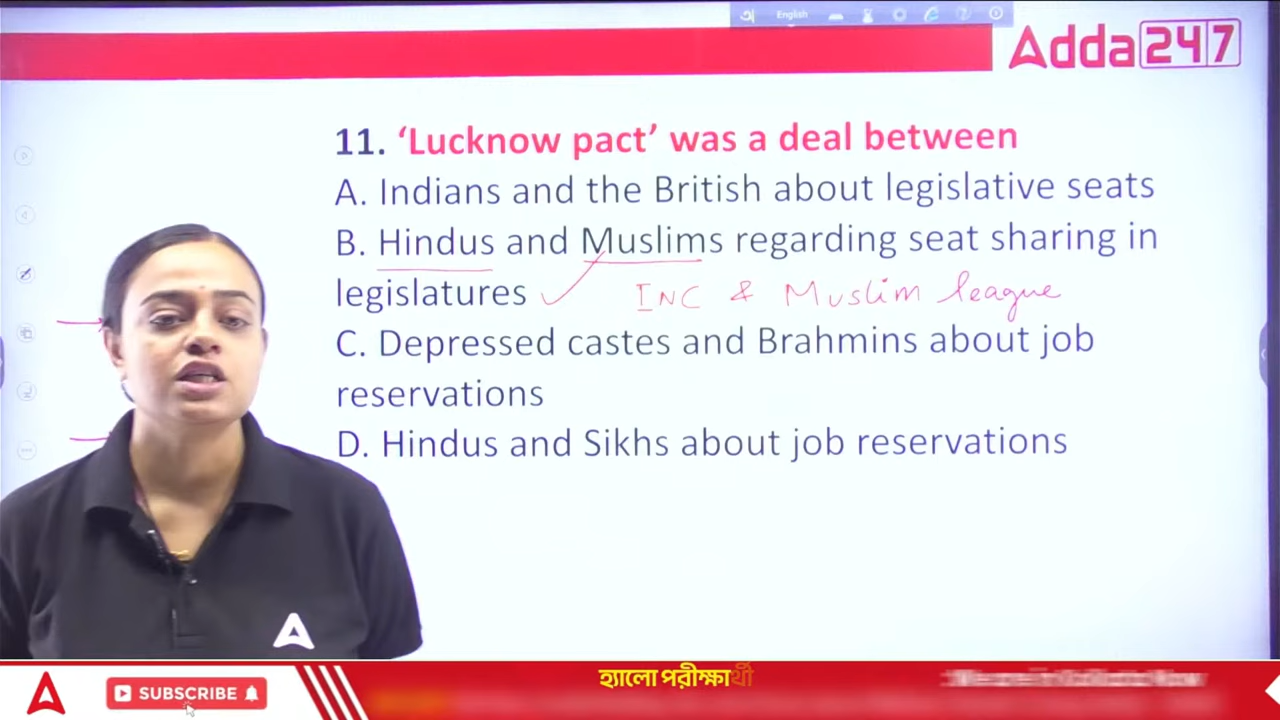 English
Adda247
11. ‘Lucknow pact’ was a deal between
A. Indians and the British about legislative seats
B. Hindus and Muslims regarding seat sharing in
legislatures INC & Muslim league
C. Depressed castes and Brahmins about job
reservations
D. Hindus and Sikhs about job reservations
SUBSCRIBE
হ্যালো পরীক্ষার্থী